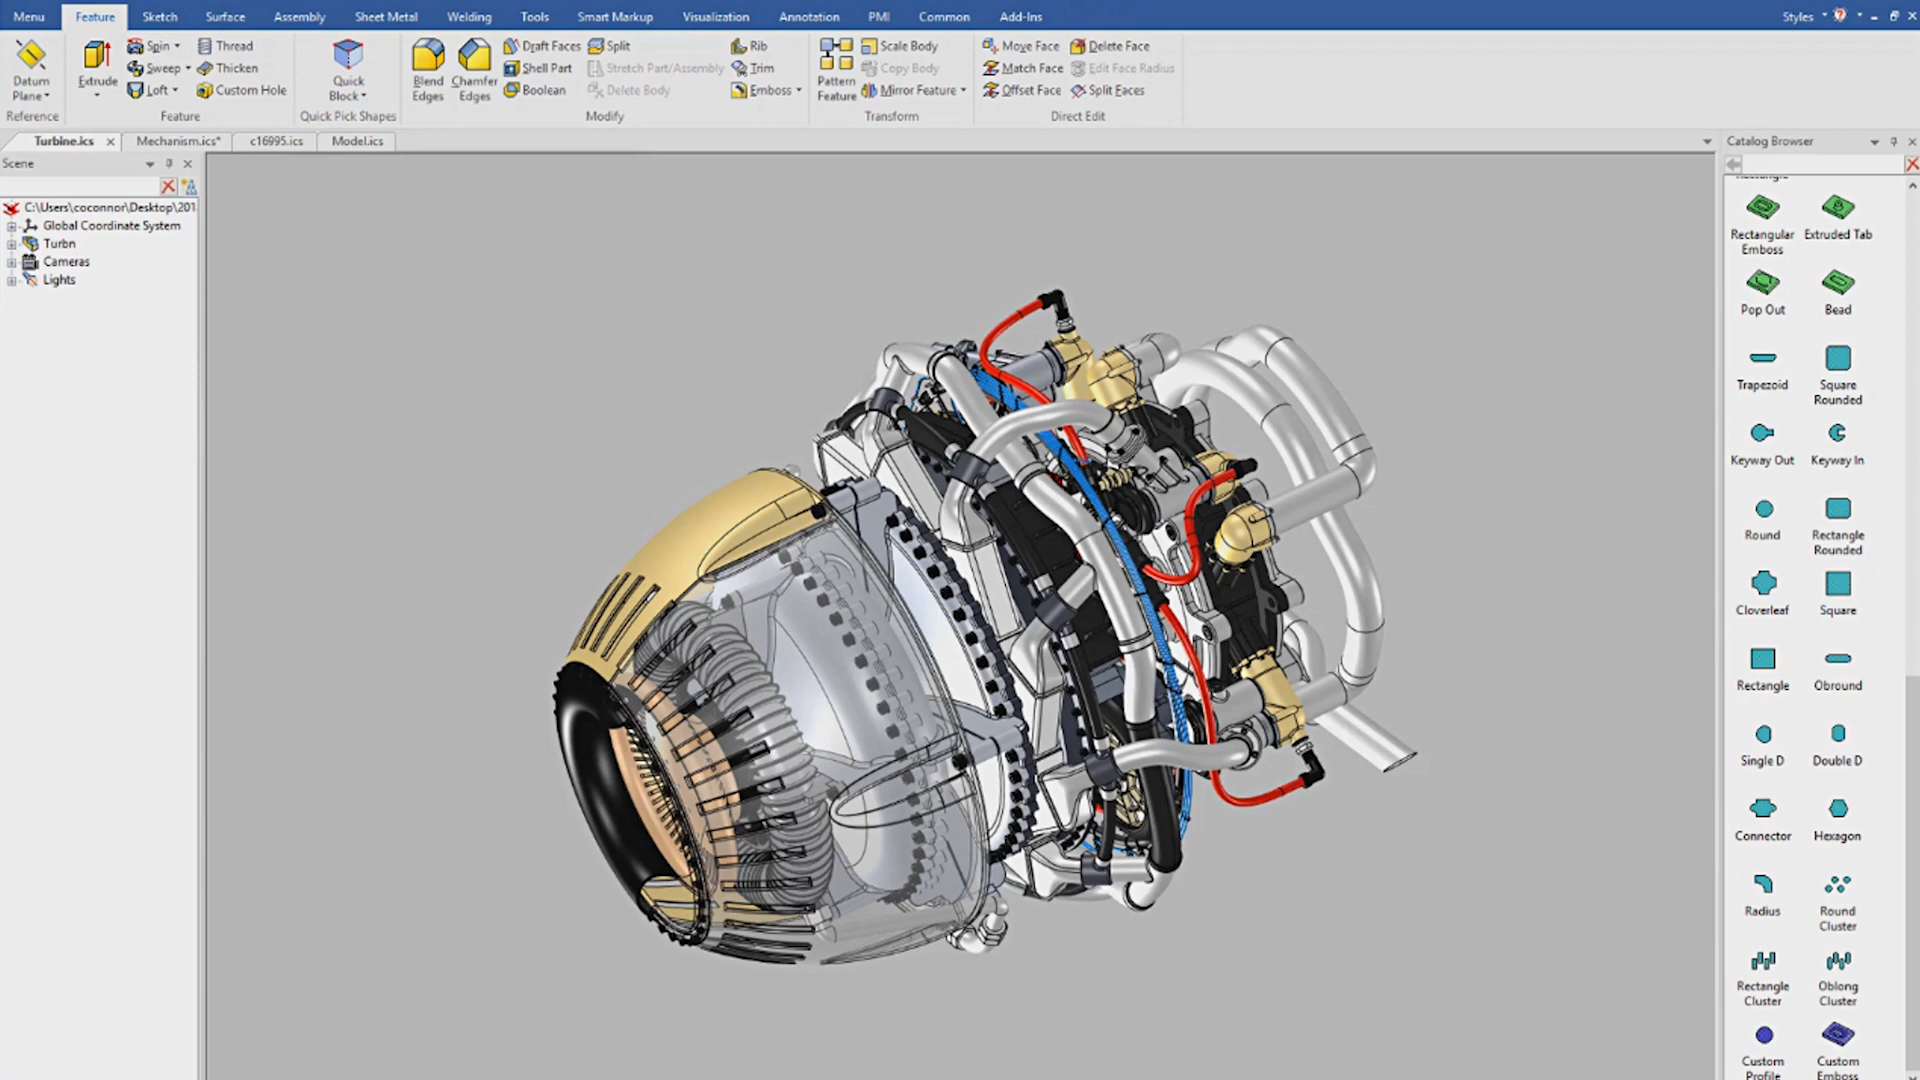 Menu Feature Sketch Surface Assembly Sheet Metal Welding Tools Smart Markup Visualization Annotation PMI Common Add-Ins Styles
Spin Thread Draft Faces Split Rib Scale Body Move Face Delete Face
Sweep Thicken Shell Part Stretch Part/Assembly Trim Copy Body Match Face Edit Face Radius
Datum Extrude Quick Blend Chamfer Pattern
Loft Custom Hole Boolean Delete Body Emboss Mirror Feature Offset Face Split Faces
Plane Block Edges Edges Feature
Reference Feature Quick Pick Shapes Modify Transform Direct Edit
Turbine.ics Mechanism.ics* c16995.ics Model.ics Catalog Browser
Scene
C:\Users\coconnor\Desktop\201
Global Coordinate System
Turbn
Cameras
Lights
Rectangular Extruded Tab
Emboss
Pop Out Bead
Trapezoid Square
Rounded
Keyway Out Keyway In
Round Rectangle
Rounded
Cloverleaf Square
Rectangle Obround
Single D Double D
Connector Hexagon
Radius Round
Cluster
Rectangle Oblong
Cluster Cluster
Custom Custom
Profile Emboss